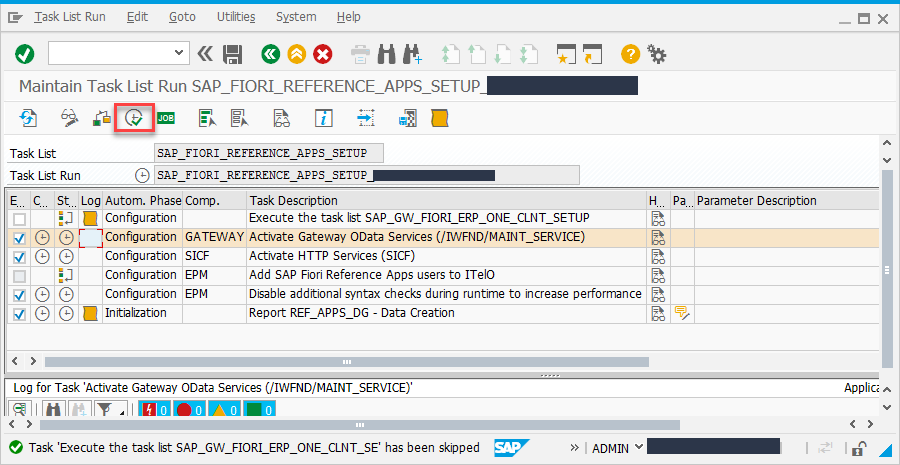 Task List Run Edit Goto Utilities System Help
Maintain Task List Run SAP_FIORI_REFERENCE_APPS_SETUP_
JOB
Task List SAP_FIORI_REFERENCE_APPS_SETUP
Task List Run SAP_FIORI_REFERENCE_APPS_SETUP_
E... C... St... Log Autom. Phase Comp. Task Description H... Pa... Parameter Description
Configuration Execute the task list SAP_GW_FIORI_ERP_ONE_CLNT_SETUP
Configuration GATEWAY Activate Gateway OData Services (/IWFND/MAINT_SERVICE)
Configuration SICF Activate HTTP Services (SICF)
Configuration EPM Add SAP Fiori Reference Apps users to ITelO
Configuration EPM Disable additional syntax checks during runtime to increase performance
Initialization Report REF_APPS_DG - Data Creation
Log for Task 'Activate Gateway OData Services (/IWFND/MAINT_SERVICE)' Applica
0 0 0 0
Task 'Execute the task list SAP_GW_FIORI_ERP_ONE_CLNT_SE' has been skipped SAP ADMIN